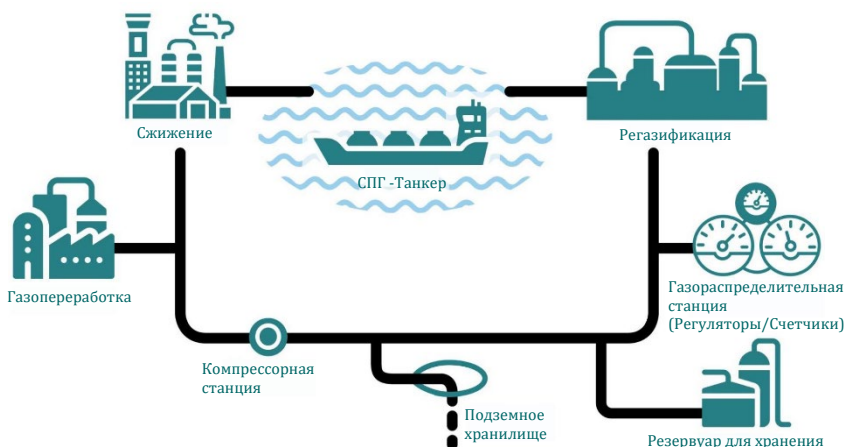 Сжижение
СПГ -Танкер
Регазификация
Газопереработка
Газораспределительная
станция
(Регуляторы/Счетчики)
Компрессорная
станция
Подземное
хранилище
Резервуар для хранения